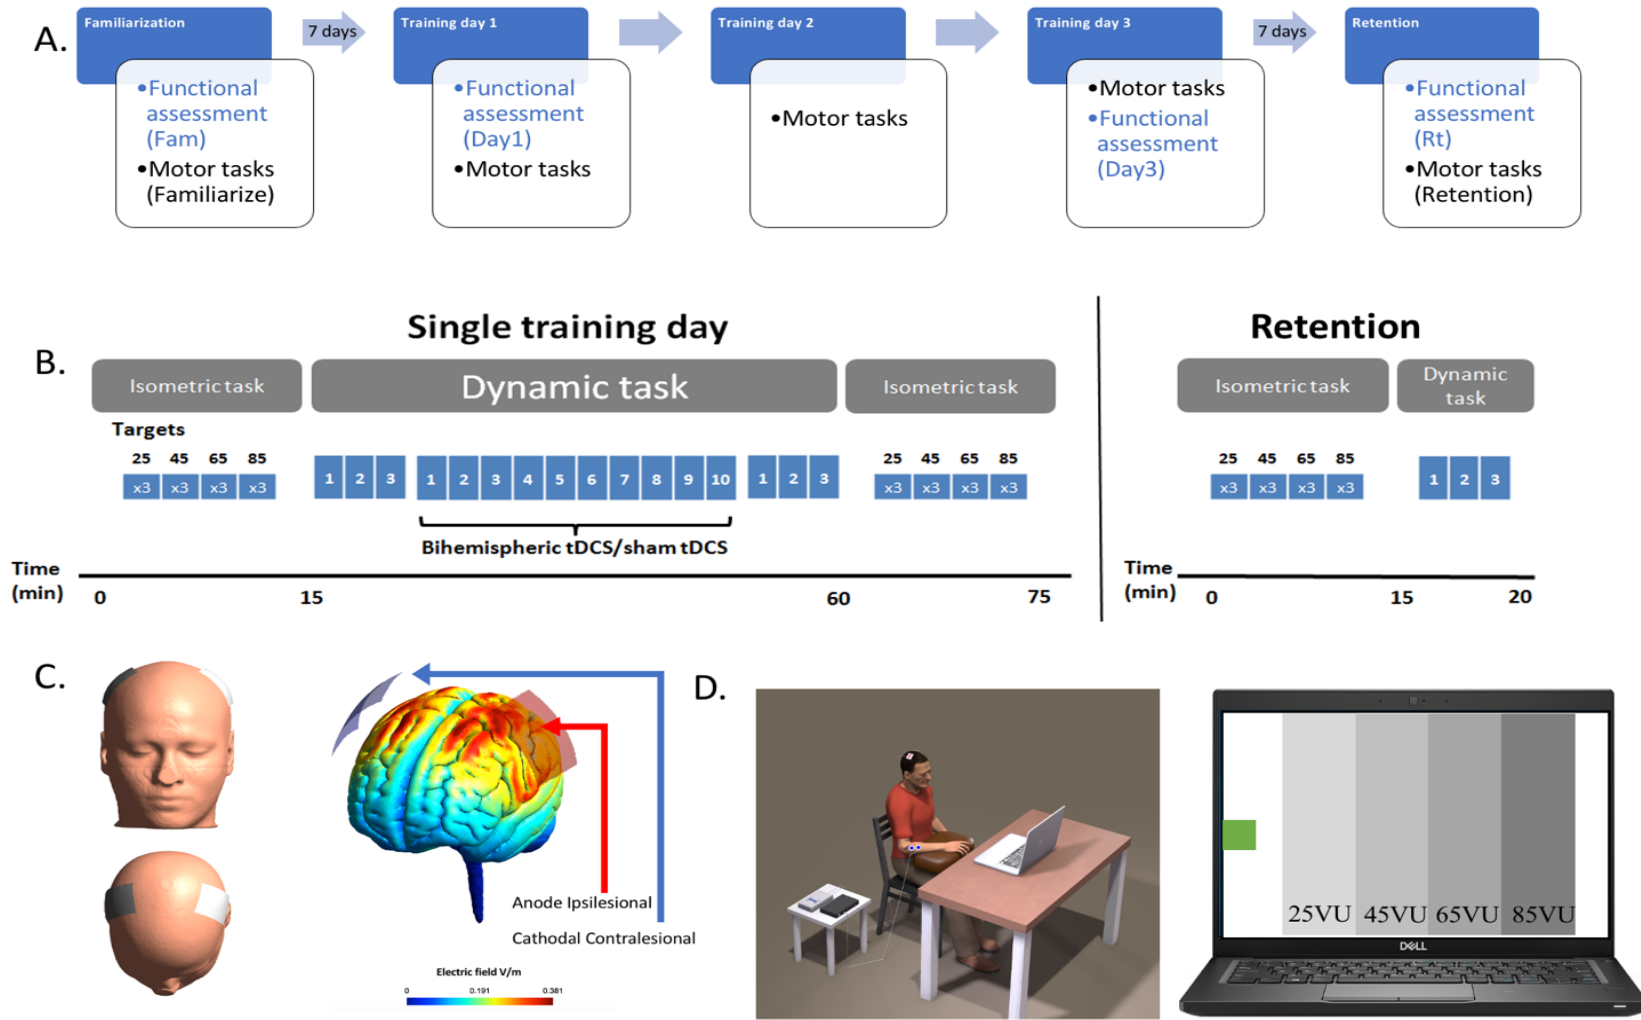 A.
Familiarization
7 days
Training day 1
Training day 2
Training day 3
7 days
Retention
•Functional
assessment
(Fam)
•Motor tasks
(Familiarize)
•Functional
assessment
(Day1)
•Motor tasks
•Motor tasks
•Motor tasks
•Functional
assessment
(Day3)
•Functional
assessment
(Rt)
•Motor tasks
(Retention)
B.
Single training day
Retention
Isometric task
Dynamic task
Isometric task
Isometric task
Dynamic
task
Targets
25 45 65 85
x3 x3 x3 x3
1 2 3
1 2 3 4 5 6 7 8 9 10
1 2 3
25 45 65 85
x3 x3 x3 x3
25 45 65 85
x3 x3 x3 x3
1 2 3
Bihemispheric tDCS/sham tDCS
Time
(min)
0 15 60 75
Time
(min)
0 15 20
C.
Anode Ipsilesional
Cathodal Contralesional
Electric field V/m
0 0.191 0.381
D.
25VU 45VU 65VU 85VU
DELL